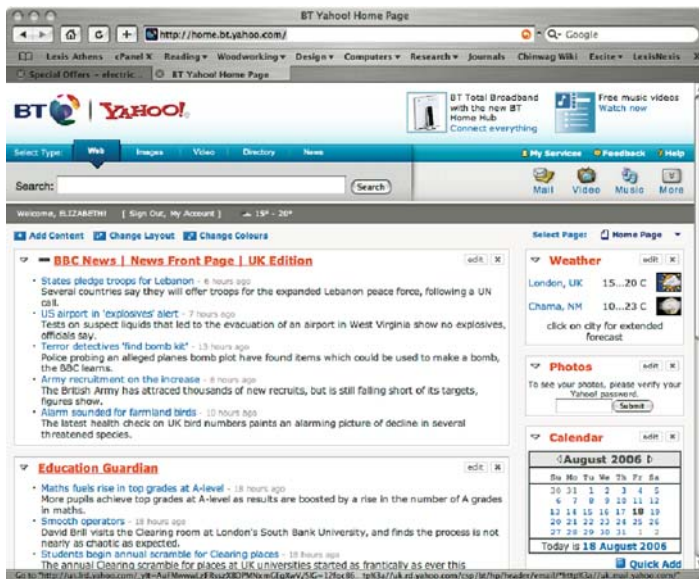 BT Yahoo! Home Page
http://home.bt.yahoo.com/
Q- Google
Lexis Athens cPanel X Reading Woodworking Design Computers Research Journals Chinwag Wiki Excite LexisNexis
Special Offers – electric... BT Yahoo! Home Page
BT YAHOO!
BT Total Broadband with the new BT Home Hub
Connect everything
Free music videos
Watch now
Select Type: Web Images Video Directory News
My Services Feedback Help
Search: Search
Mail Video Music More
Welcome, ELIZABETH! [ Sign Out, My Account ] 15° - 20°
Add Content Change Layout Change Colours
Select Page: Home Page
BBC News | News Front Page | UK Edition edit
States pledge troops for Lebanon - 6 hours ago
Several countries say they will offer troops for the expanded Lebanon peace force, following a UN
call.
US airport in 'explosives' alert - 7 hours ago
Tests on suspect liquids that led to the evacuation of an airport in West Virginia show no explosives,
officials say.
Terror detectives 'find bomb kit' - 13 hours ago
Police probing an alleged planes bomb plot have found items which could be used to make a bomb,
the BBC learns.
Army recruitment on the increase - 8 hours ago
The British Army has attracted thousands of new recruits, but is still falling short of its targets,
figures show.
Alarm sounded for farmland birds - 10 hours ago
The latest health check on UK bird numbers paints an alarming picture of decline in several
threatened species.
Education Guardian edit
Maths fuels rise in top grades at A-level - 18 hours ago
More pupils achieve top grades at A-level as results are boosted by a rise in the number of A grades
in maths.
Smooth operators - 18 hours ago
David Brill visits the Clearing room at London's South Bank University, and finds the process is not
nearly as chaotic as expected.
Students begin annual scramble for Clearing places - 18 hours ago
The annual Clearing scramble for places at UK universities started as frantically as ever this
Weather edit
London, UK 15...20 C
Chama, NM 10...23 C
click on city for extended
forecast
Photos edit
To see your photos, please verify your
Yahoo! password.
Submit
Calendar edit
August 2006
Su Mo Tu We Th Fr Sa
30 31 1 2 3 4 5
6 7 8 9 10 11 12
13 14 15 16 17 18 19
20 21 22 23 24 25 26
27 28 29 30 31 1 2
Today is 18 August 2006
Quick Add